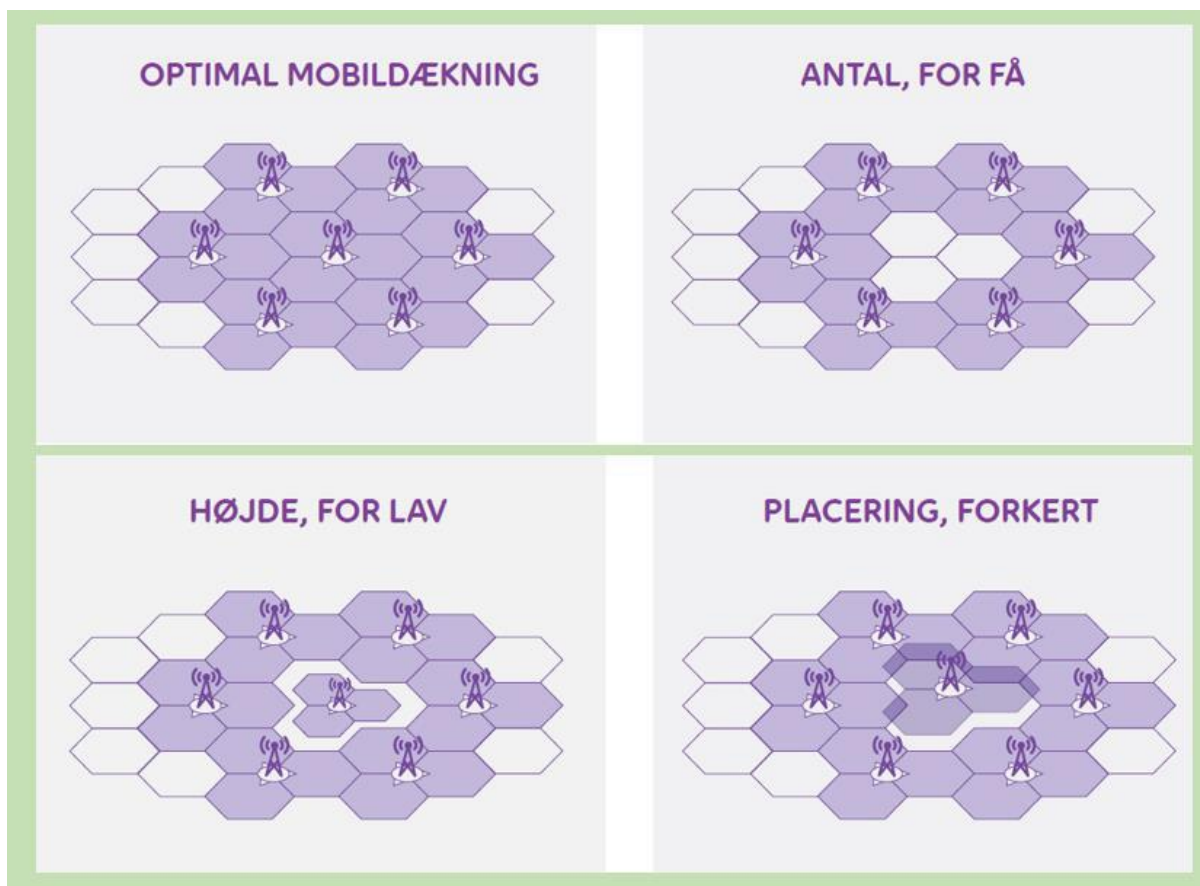 OPTIMAL MOBILDÆKNING
ANTAL, FOR FÅ
HØJDE, FOR LAV
PLACERING, FORKERT